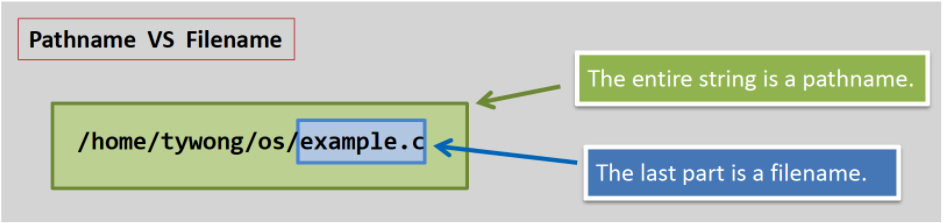 Pathname VS Filename
The entire string is a pathname.
/home/tywong/os/example.c
The last part is a filename.